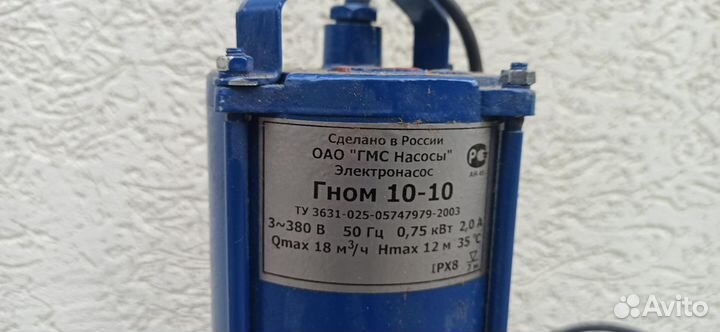 Сделано в России
ОАО "ГМС Насосы"
Электронасос
Гном 10-10
ТУ 3631-025-05747979-2003
3~380 В 50 Гц 0,75 кВт 2,0 А
Qmax 18 м³/ч Hmax 12 м 35 °C
IPX8
Avito